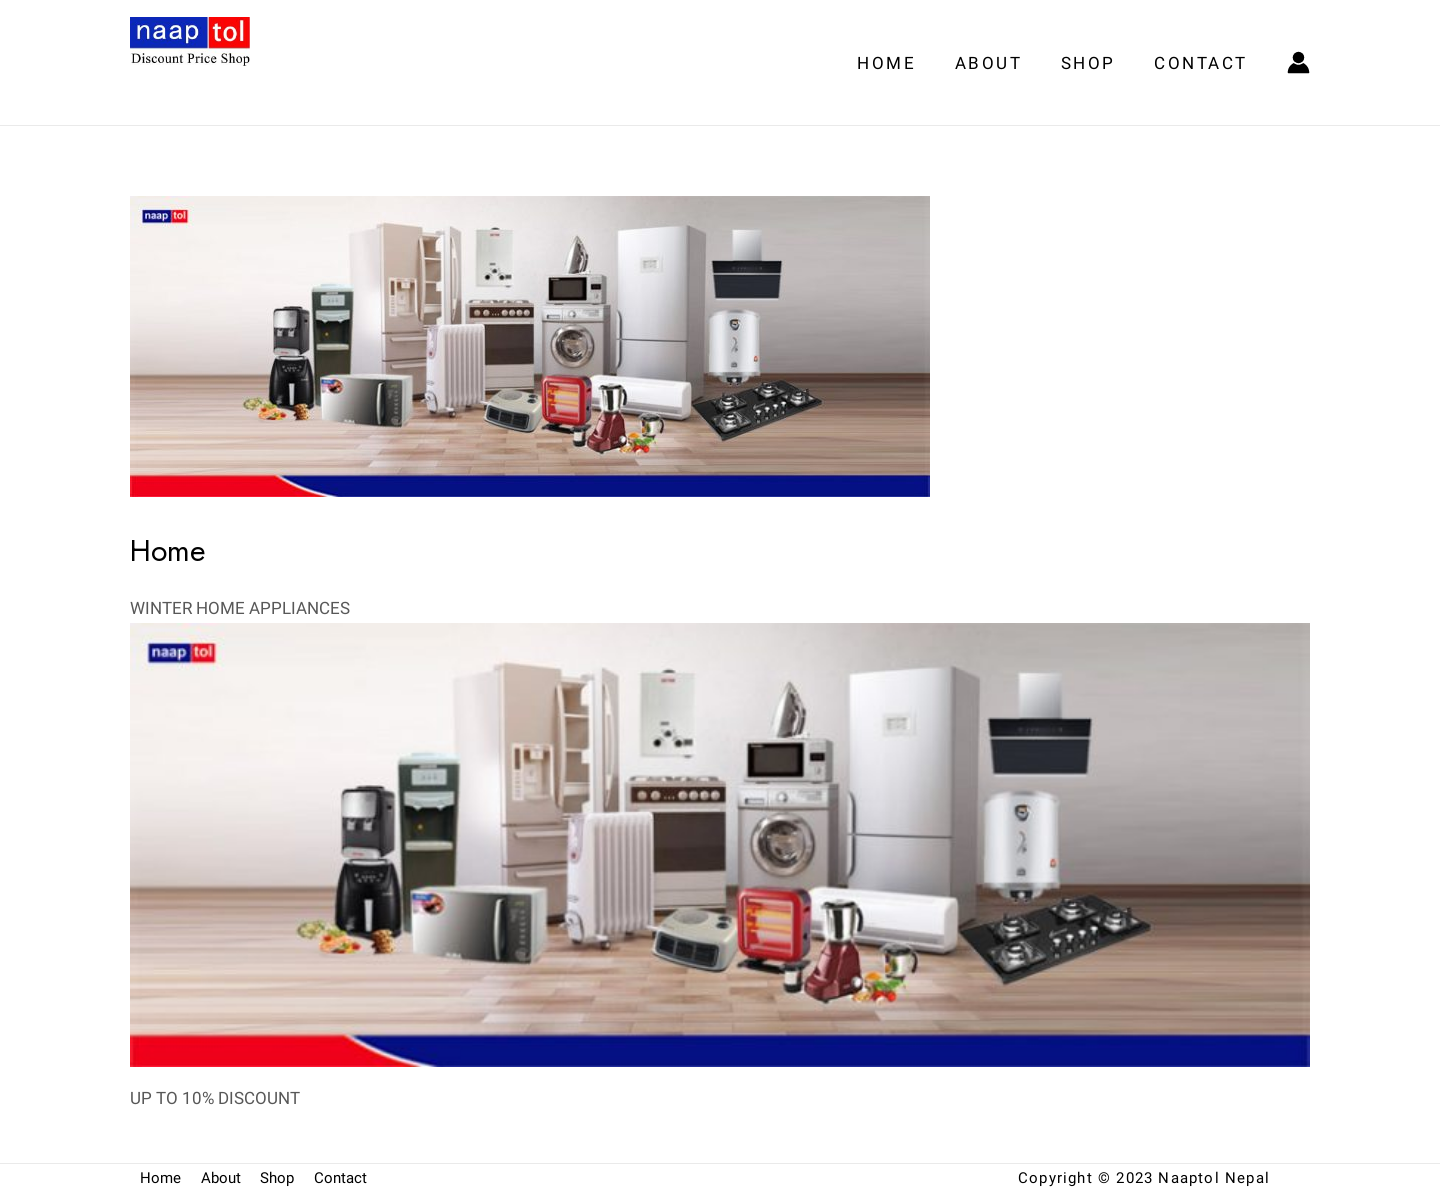 naap tol
Discount Price Shop
HOME ABOUT SHOP CONTACT
naap tol
Home
WINTER HOME APPLIANCES
naap tol
UP TO 10% DISCOUNT
Home About Shop Contact
Copyright © 2023 Naaptol Nepal